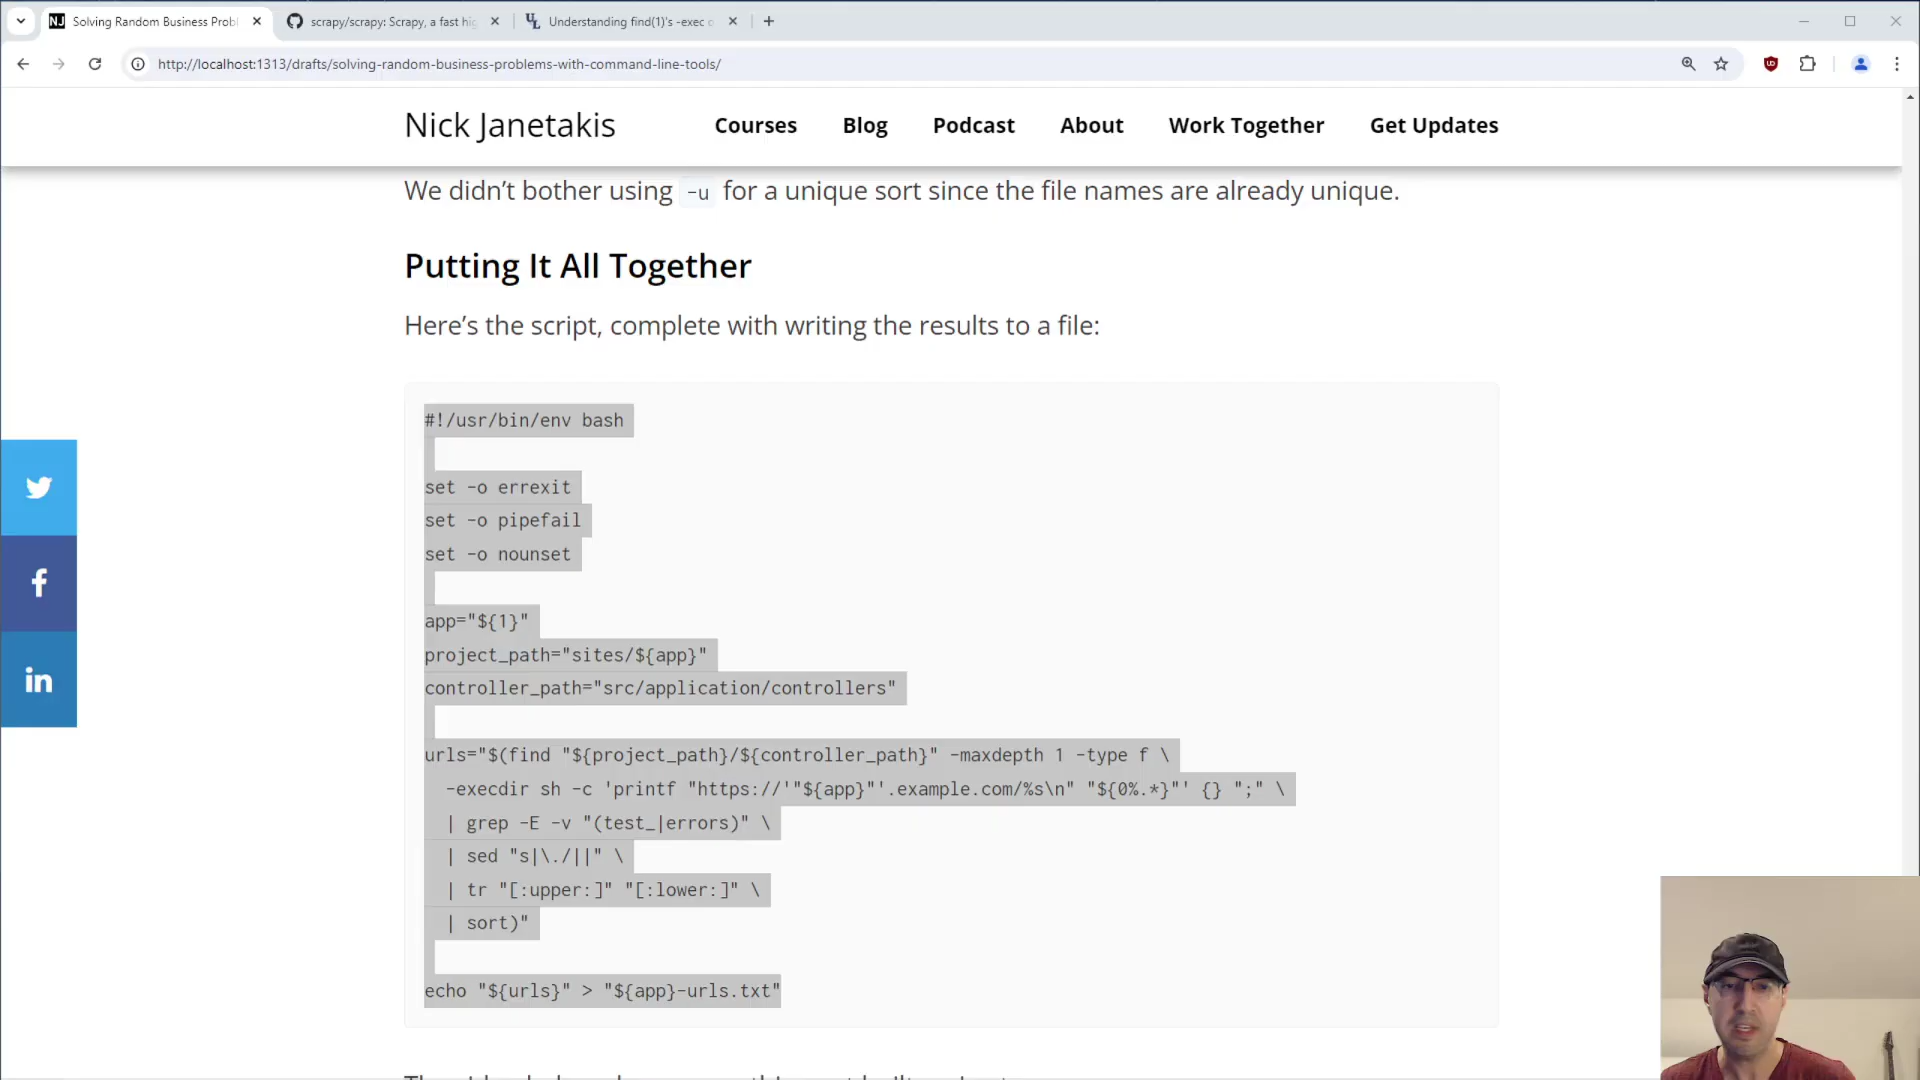 Solving Random Business Probl
scrapy/scrapy: Scrapy, a fast hig
Understanding find(1)'s -exec o
http://localhost:1313/drafts/solving-random-business-problems-with-command-line-tools/
Nick Janetakis
Courses
Blog
Podcast
About
Work Together
Get Updates
We didn’t bother using -u for a unique sort since the file names are already unique.
Putting It All Together
Here’s the script, complete with writing the results to a file:
#!/usr/bin/env bash
set -o errexit
set -o pipefail
set -o nounset
app="${1}"
project_path="sites/${app}"
controller_path="src/application/controllers"
urls="$(find "${project_path}/${controller_path}" -maxdepth 1 -type f \
-execdir sh -c 'printf "https://'"${app}"'.example.com/%s\n" "${0%.*}"' {} ";" \
| grep -E -v "(test_|errors)" \
| sed "s|\./||" \
| tr "[:upper:]" "[:lower:]" \
| sort)"
echo "${urls}" > "${app}-urls.txt"